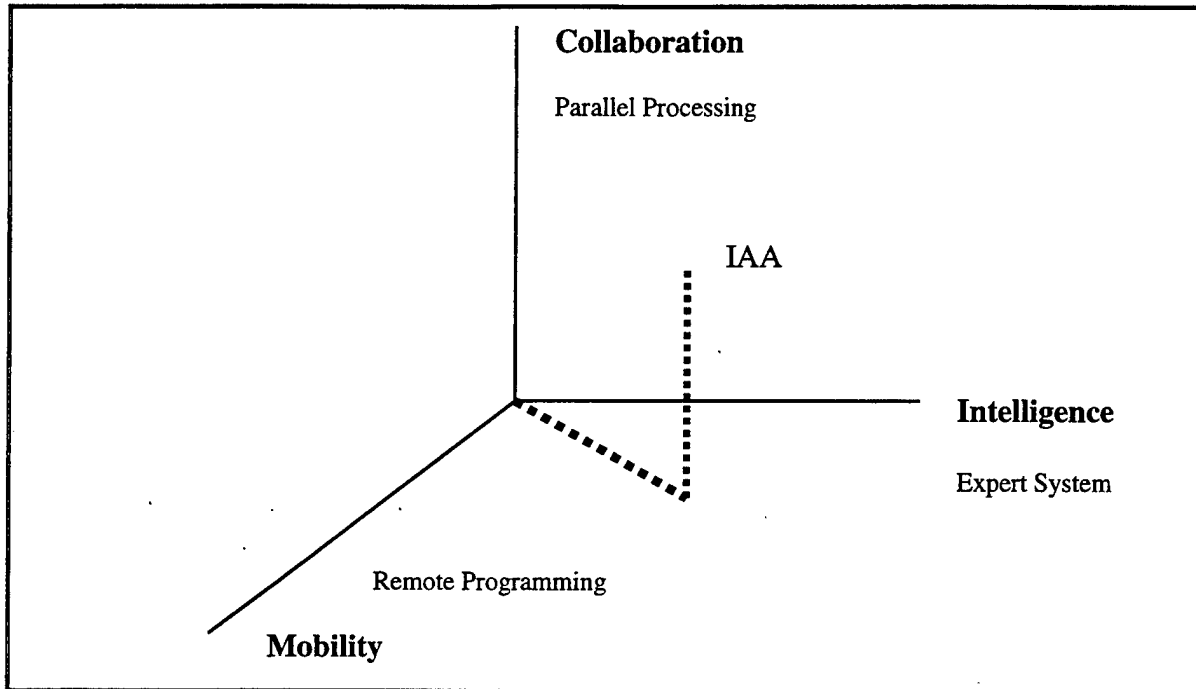 Collaboration
Parallel Processing
IAA
Intelligence
Expert System
Remote Programming
Mobility